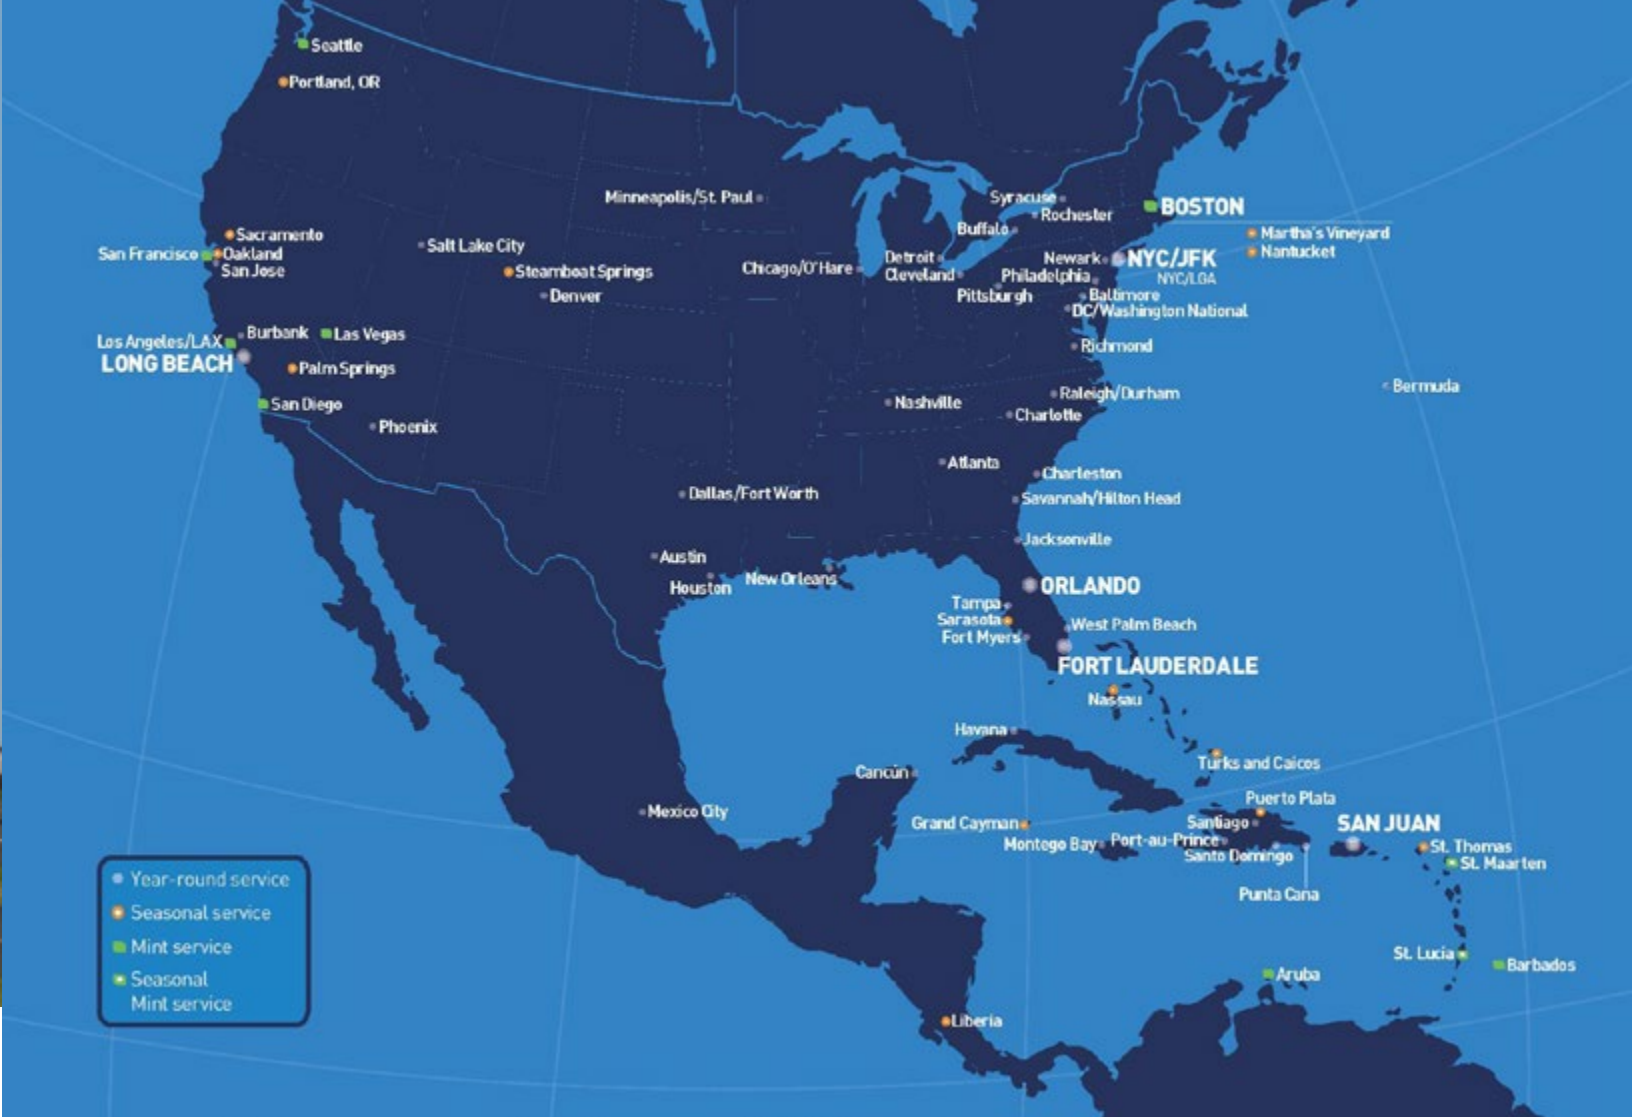 Seattle
Portland, OR
Minneapolis/St. Paul
Syracuse
Rochester
BOSTON
Buffalo
Martha's Vineyard
Nantucket
Sacramento
San Francisco
Oakland
San Jose
Salt Lake City
Steamboat Springs
Denver
Chicago/O'Hare
Detroit
Cleveland
Newark
NYC/JFK
NYC/LGA
Philadelphia
Pittsburgh
Baltimore
DC/Washington National
Los Angeles/LAX
Burbank
Las Vegas
LONG BEACH
Palm Springs
Richmond
San Diego
Phoenix
Nashville
Raleigh/Durham
Charlotte
Bermuda
Atlanta
Charleston
Dallas/Fort Worth
Savannah/Hilton Head
Jacksonville
Austin
Houston
New Orleans
ORLANDO
Tampa
Sarasota
Fort Myers
West Palm Beach
FORT LAUDERDALE
Nassau
Havana
Turks and Caicos
Cancún
Mexico City
Puerto Plata
Grand Cayman
Santiago
SAN JUAN
Montego Bay
Port-au-Prince
Santo Domingo
St. Thomas
St. Maarten
Punta Cana
St. Lucia
Barbados
Aruba
Liberia
Year-round service
Seasonal service
Mint service
Seasonal
Mint service